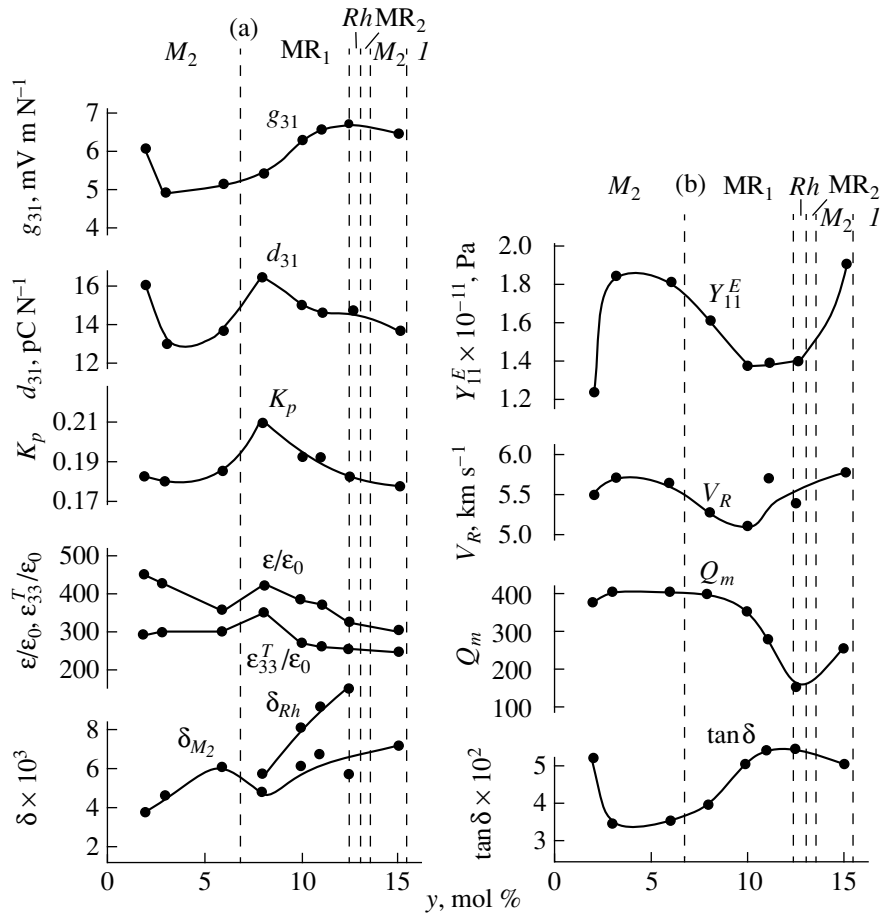 (a)
Rh MR₂
M₂ MR₁ M₂ 1
g₃₁, mV m N⁻¹
7
6
5
4
g₃₁
d₃₁, pC N⁻¹
16
14
12
d₃₁
Kₚ
0.21
0.19
0.17
Kₚ
ε/ε₀, ε₃₃ᵀ/ε₀
500
400
300
200
ε/ε₀
ε₃₃ᵀ/ε₀
δ × 10³
8
6
4
2
δ_M₂
δ_Rh
0 5 10 15
(b)
M₂ MR₁ Rh MR₂
M₂ 1
Y₁₁ᴱ × 10⁻¹¹, Pa
2.0
1.8
1.6
1.4
1.2
Y₁₁ᴱ
V_R, km s⁻¹
6.0
5.5
5.0
V_R
Qₘ
400
300
200
100
Qₘ
tan δ × 10²
5
4
3
tan δ
0 5 10 15
y, mol %